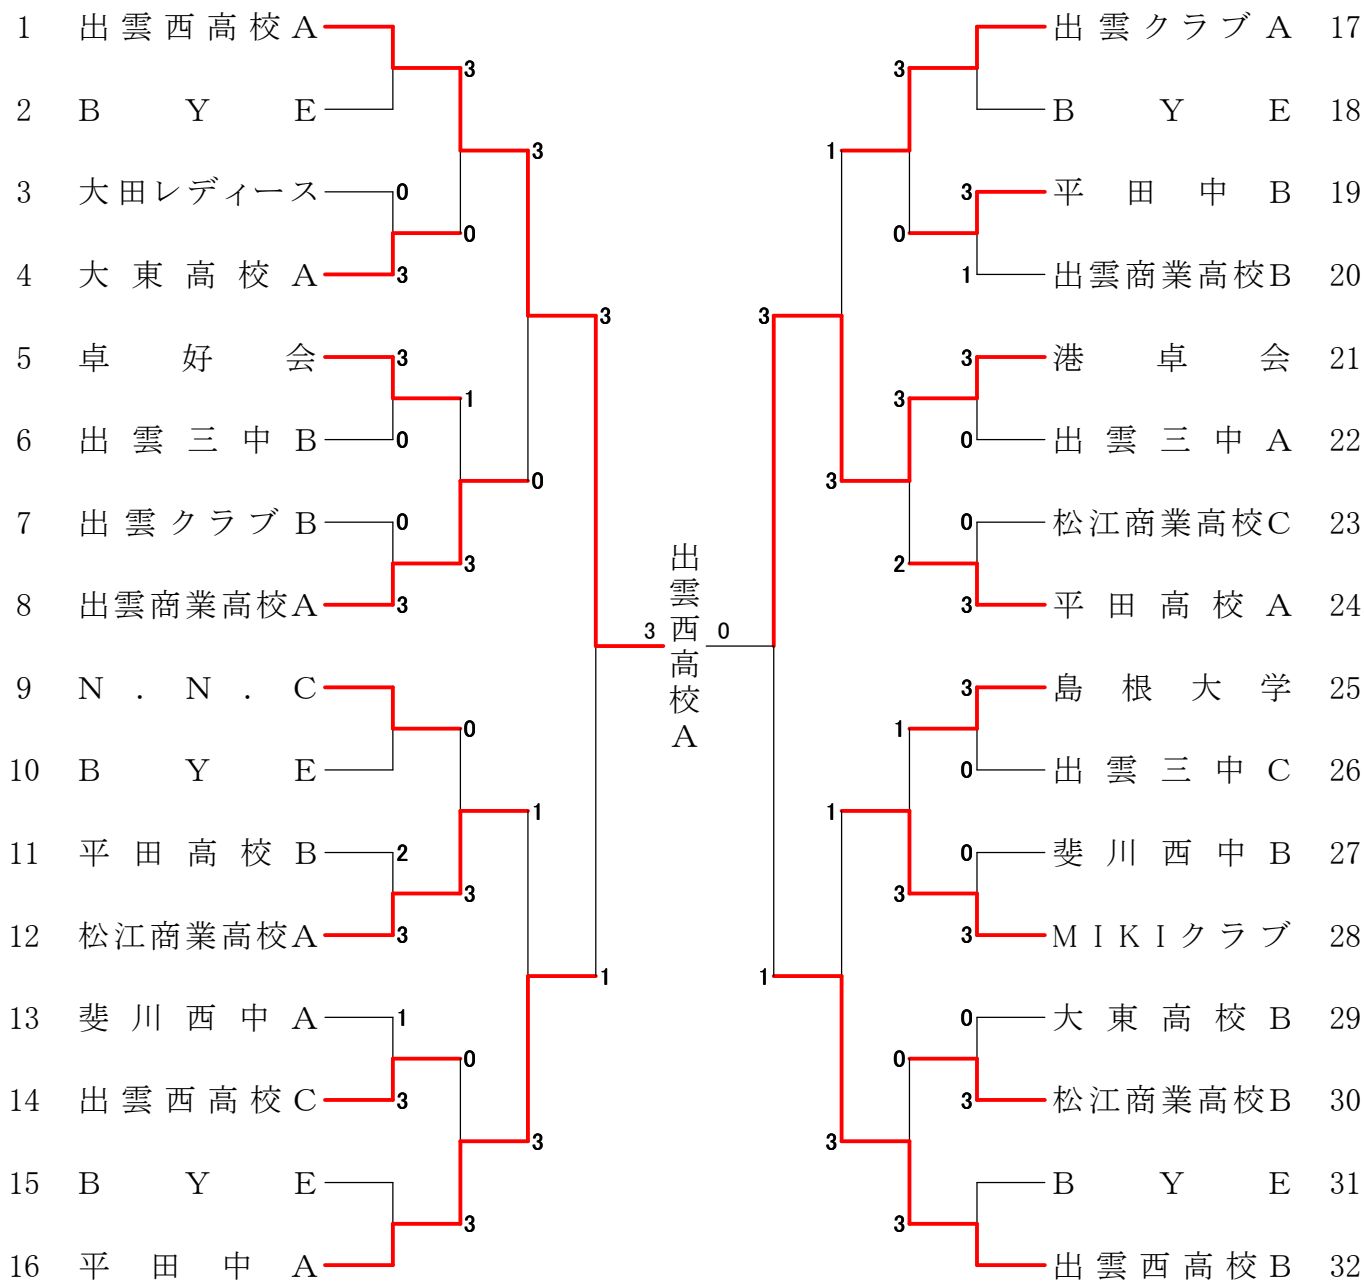 1 出雲西高校A
3
2 BYE
3
3 大田レディース 0
0
4 大東高校A 3
3
5 卓好会 3
1
6 出雲三中B 0
0
7 出雲クラブB 0
3
8 出雲商業高校A 3
9 N.N.C
0
10 BYE
1
11 平田高校B 2
3
12 松江商業高校A 3
1
13 斐川西中A 1
0
14 出雲西高校C 3
3
15 BYE
3
16 平田中A
3 出雲西高校A 0
出雲クラブA 17
3
BYE 18
1
3 平田中B 19
0
1 出雲商業高校B 20
3
3 港卓会 21
3
0 出雲三中A 22
3
0 松江商業高校C 23
2
3 平田高校A 24
3 島根大学 25
1
0 出雲三中C 26
1
0 斐川西中B 27
3
3 MIKIクラブ 28
1
0 大東高校B 29
0
3 松江商業高校B 30
3
BYE 31
3
出雲西高校B 32